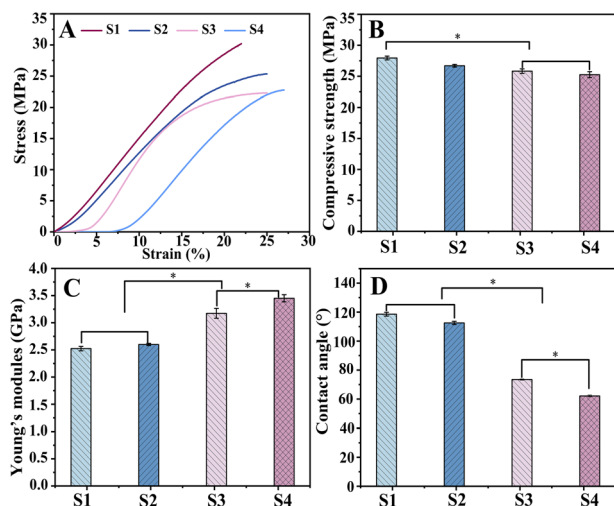 A
S1 S2 S3 S4
Stress (MPa)
35
30
25
20
15
10
5
0
0 5 10 15 20 25 30
Strain (%)
B
*
Compressive strength (MPa)
35
30
25
20
15
10
5
0
S1 S2 S3 S4
C
*
*
Young's modules (GPa)
4.0
3.5
3.0
2.5
2.0
1.5
1.0
0.5
0.0
S1 S2 S3 S4
D
*
*
Contact angle (°)
140
120
100
80
60
40
20
0
S1 S2 S3 S4